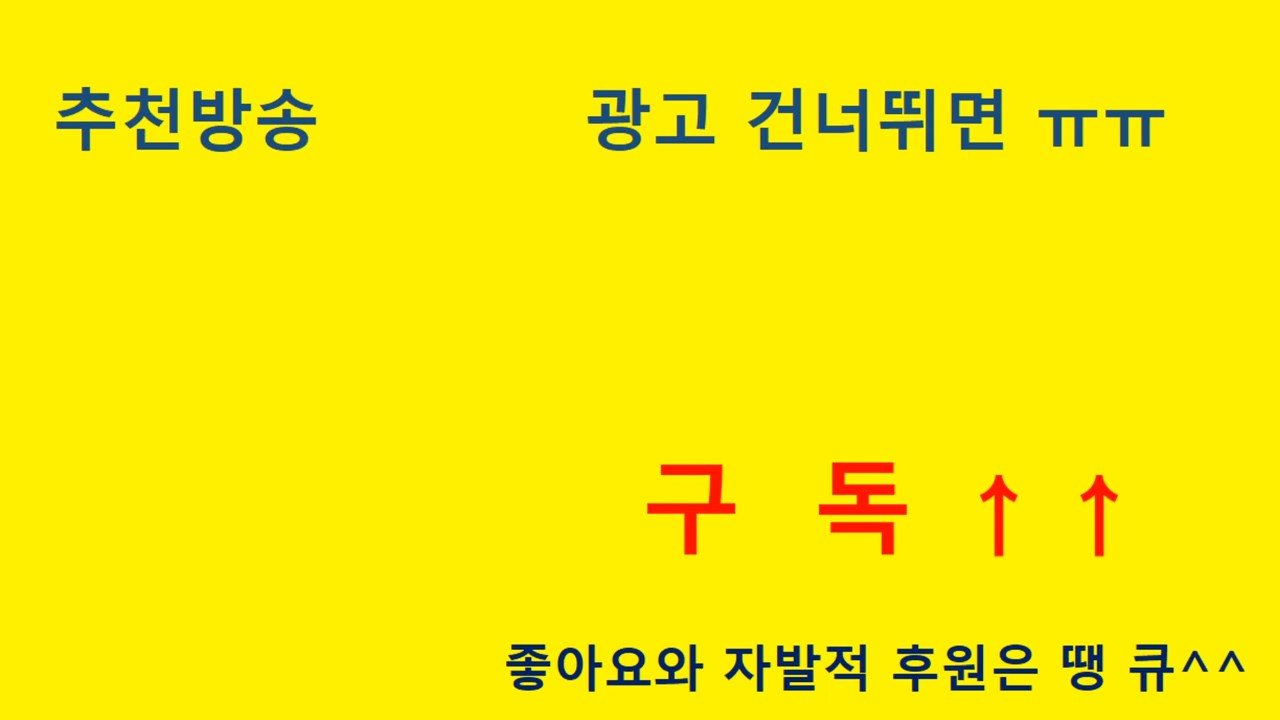 추천방송 광고 건너뛰면 ㅠㅠ
구 독 ↑ ↑
좋아요와 자발적 후원은 땡 큐^^